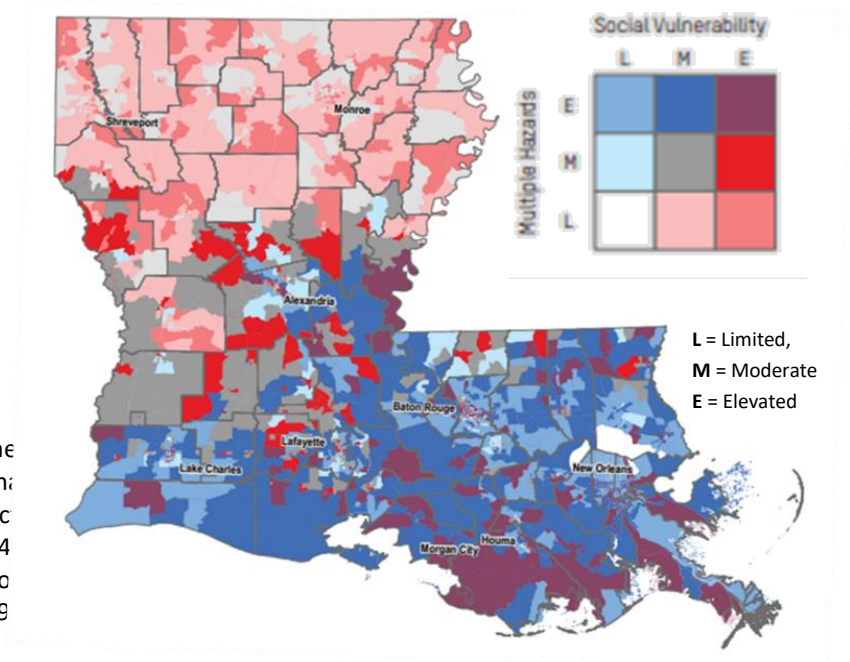 Social Vulnerability
L M E
Multiple Hazards
E
M
L
Monroe
Shreveport
Alexandria
L = Limited,
M = Moderate
E = Elevated
Baton Rouge
Lafayette
Lake Charles
New Orleans
Houma
Morgan City